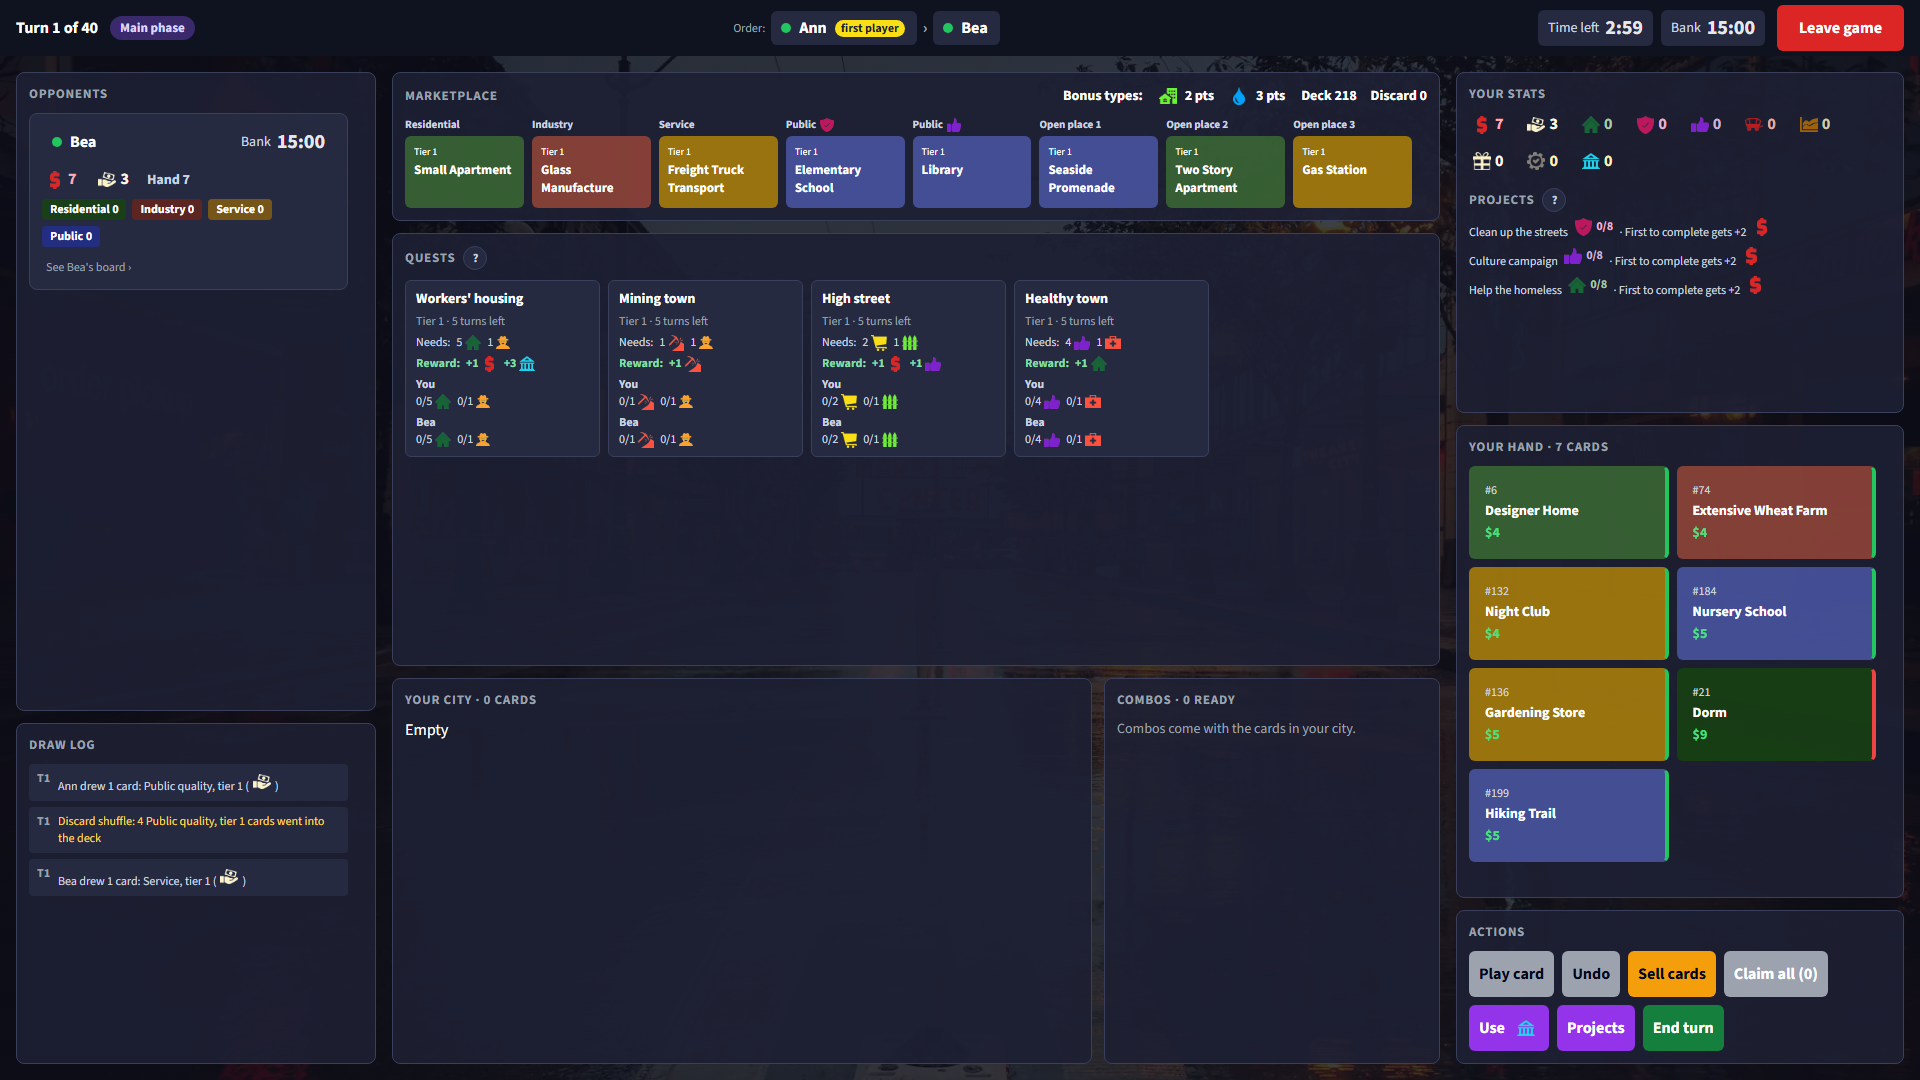 Turn 1 of 40 Main phase
Order: Ann first player › Bea
Time left 2:59 Bank 15:00 Leave game
OPPONENTS
Bea Bank 15:00
7 3 Hand 7
Residential 0 Industry 0 Service 0
Public 0
See Bea's board ›
DRAW LOG
T1 Ann drew 1 card: Public quality, tier 1 ( )
T1 Discard shuffle: 4 Public quality, tier 1 cards went into
the deck
T1 Bea drew 1 card: Service, tier 1 ( )
MARKETPLACE
Bonus types: 2 pts 3 pts Deck 218 Discard 0
Residential Industry Service Public Public Open place 1 Open place 2 Open place 3
Tier 1
Small Apartment
Tier 1
Glass
Manufacture
Tier 1
Freight Truck
Transport
Tier 1
Elementary
School
Tier 1
Library
Tier 1
Seaside
Promenade
Tier 1
Two Story
Apartment
Tier 1
Gas Station
QUESTS ?
Workers' housing
Tier 1 · 5 turns left
Needs: 5 1
Reward: +1 +3
You
0/5 0/1
Bea
0/5 0/1
Mining town
Tier 1 · 5 turns left
Needs: 1 1
Reward: +1
You
0/1 0/1
Bea
0/1 0/1
High street
Tier 1 · 5 turns left
Needs: 2 1
Reward: +1 +1
You
0/2 0/1
Bea
0/2 0/1
Healthy town
Tier 1 · 5 turns left
Needs: 4 1
Reward: +1
You
0/4 0/1
Bea
0/4 0/1
YOUR CITY · 0 CARDS
Empty
COMBOS · 0 READY
Combos come with the cards in your city.
YOUR STATS
7 3 0 0 0 0 0
0 0 0
PROJECTS ?
Clean up the streets 0/8 · First to complete gets +2
Culture campaign 0/8 · First to complete gets +2
Help the homeless 0/8 · First to complete gets +2
YOUR HAND · 7 CARDS
#6
Designer Home
$4
#74
Extensive Wheat Farm
$4
#132
Night Club
$4
#184
Nursery School
$5
#136
Gardening Store
$5
#21
Dorm
$9
#199
Hiking Trail
$5
ACTIONS
Play card Undo Sell cards Claim all (0)
Use Projects End turn